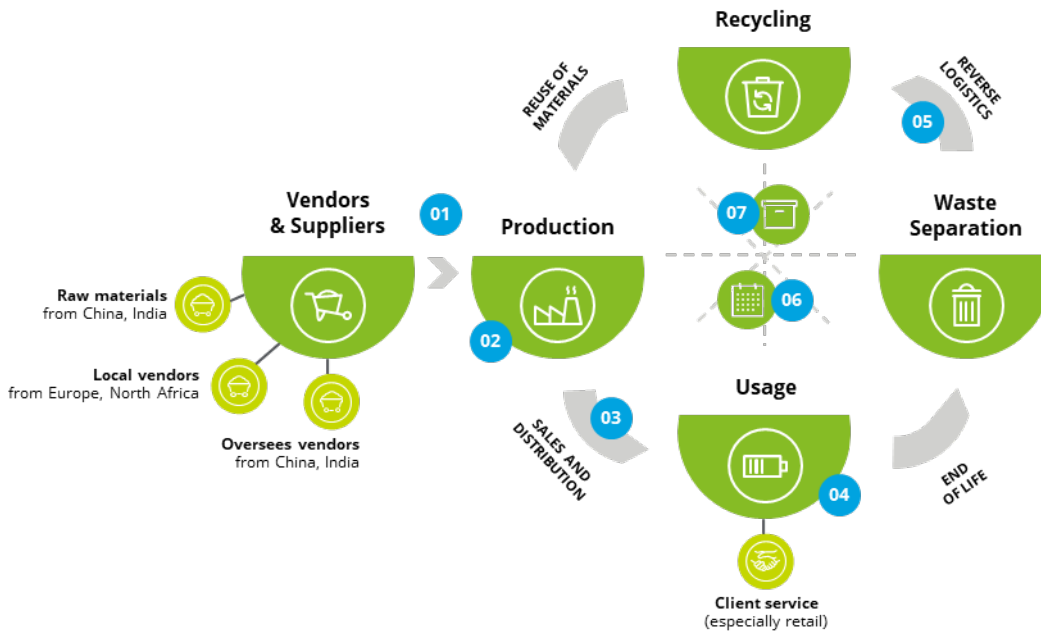 Recycling
REUSE OF
MATERIALS
REVERSE
LOGISTICS
05
Vendors
& Suppliers
01
Production
07
Waste
Separation
Raw materials
from China, India
06
02
Local vendors
from Europe, North Africa
Usage
03
SALES AND
DISTRIBUTION
Oversees vendors
from China, India
04
END
OF LIFE
Client service
(especially retail)